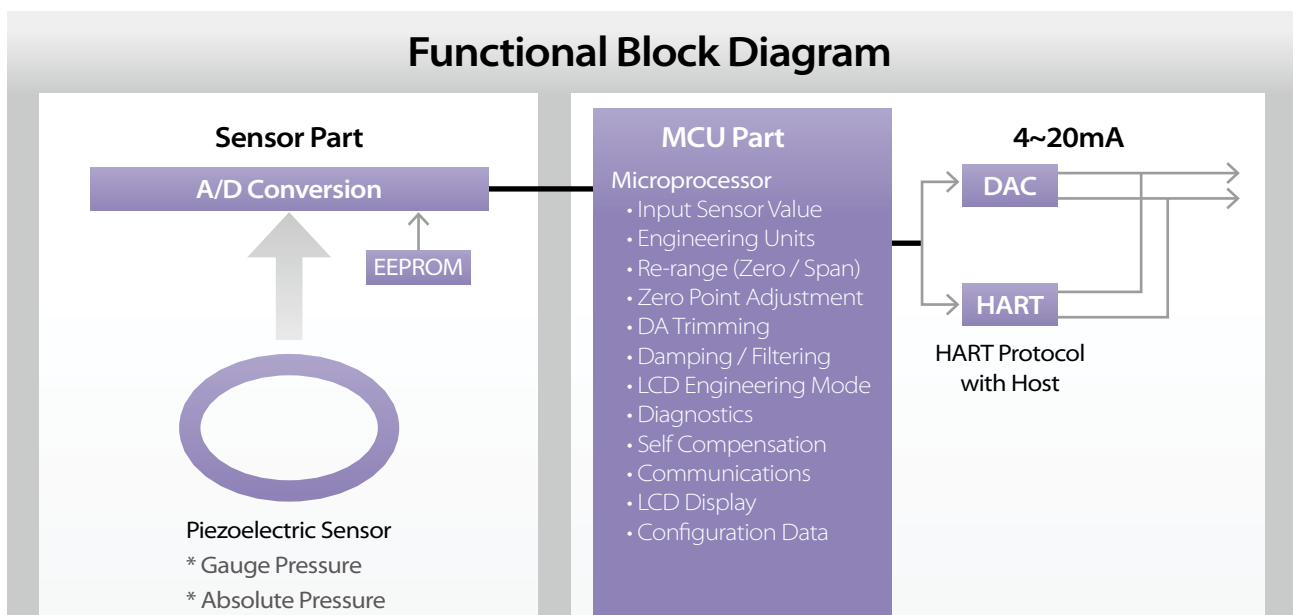 Functional Block Diagram
Sensor Part
A/D Conversion
EEPROM
Piezoelectric Sensor
* Gauge Pressure
* Absolute Pressure
MCU Part
Microprocessor
• Input Sensor Value
• Engineering Units
• Re-range (Zero / Span)
• Zero Point Adjustment
• DA Trimming
• Damping / Filtering
• LCD Engineering Mode
• Diagnostics
• Self Compensation
• Communications
• LCD Display
• Configuration Data
4~20mA
DAC
HART
HART Protocol
with Host